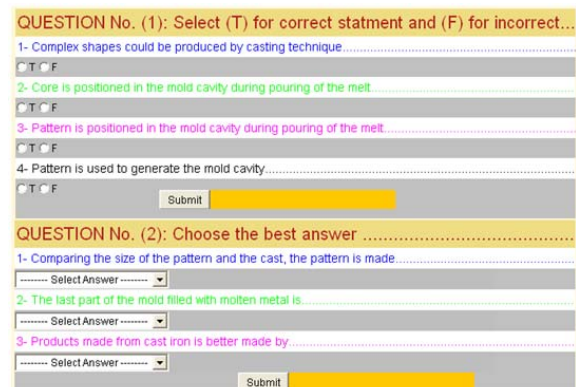 QUESTION No. (1): Select (T) for correct statment and (F) for incorrect...
1- Complex shapes could be produced by casting technique....................................................
T F
2- Core is positioned in the mold cavity during pouring of the melt..............................................
T F
3- Pattern is positioned in the mold cavity during pouring of the melt..........................................
T F
4- Pattern is used to generate the mold cavity......................................................................
T F
Submit
QUESTION No. (2): Choose the best answer ......................................
1- Comparing the size of the pattern and the cast, the pattern is made.......................................
-------- Select Answer --------
2- The last part of the mold filled with molten metal is............................................................
-------- Select Answer --------
3- Products made from cast iron is better made by...............................................................
-------- Select Answer --------
Submit